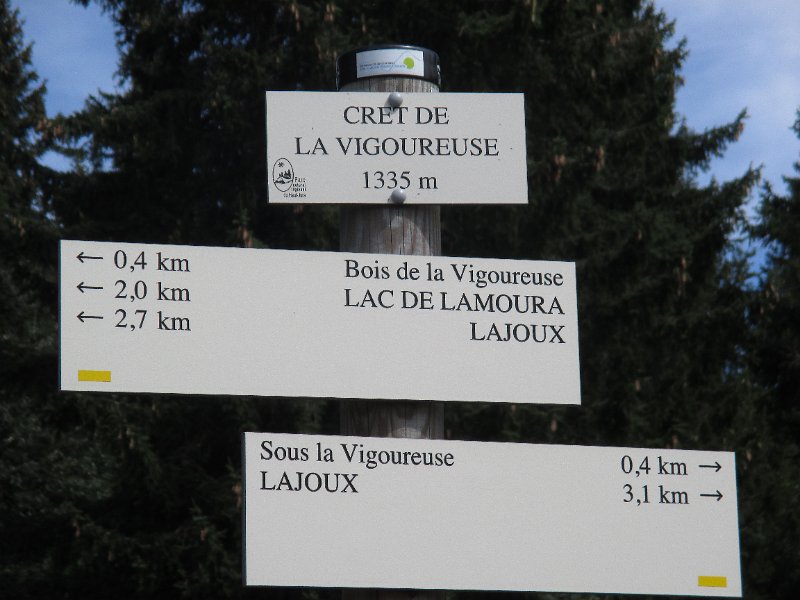 CRET DE
LA VIGOUREUSE
1335 m
Parc
← 0,4 km Bois de la Vigoureuse
← 2,0 km LAC DE LAMOURA
← 2,7 km LAJOUX
Sous la Vigoureuse 0,4 km →
LAJOUX 3,1 km →